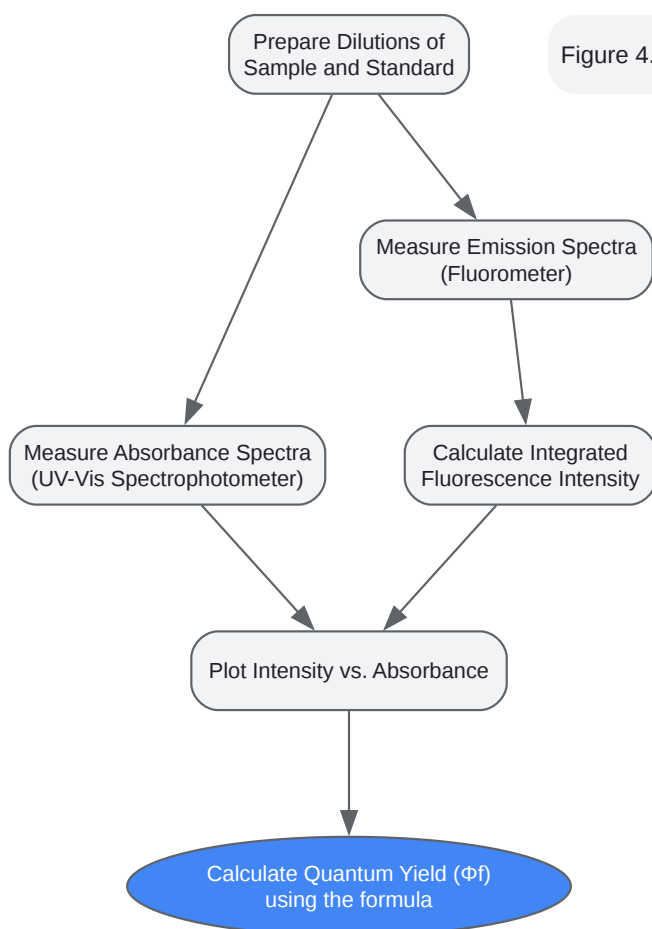 Prepare Dilutions of
Sample and Standard
Figure 4.
Measure Emission Spectra
(Fluorometer)
Measure Absorbance Spectra
(UV-Vis Spectrophotometer)
Calculate Integrated
Fluorescence Intensity
Plot Intensity vs. Absorbance
Calculate Quantum Yield (Φf)
using the formula